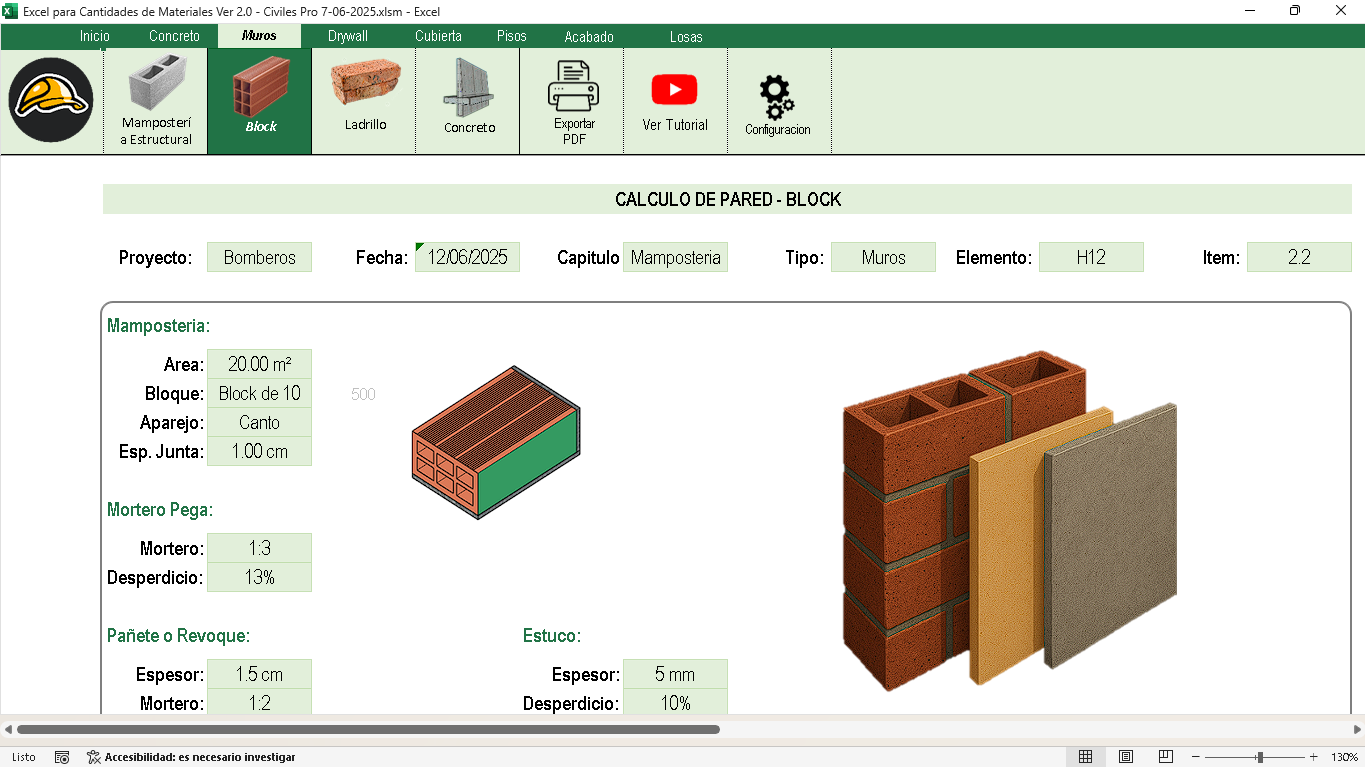 Excel para Cantidades de Materiales Ver 2.0 - Civiles Pro 7-06-2025.xlsm - Excel
Inicio Concreto Muros Drywall Cubierta Pisos Acabado Losas
Mampostería Estructural
Block
Ladrillo
Concreto
Exportar
PDF
Ver Tutorial
Configuracion
CALCULO DE PARED - BLOCK
Proyecto: Bomberos Fecha: 12/06/2025 Capitulo Mamposteria Tipo: Muros Elemento: H12 Item: 2.2
Mamposteria:
Area: 20.00 m²
Bloque: Block de 10 500
Aparejo: Canto
Esp. Junta: 1.00 cm
Mortero Pega:
Mortero: 1:3
Desperdicio: 13%
Pañete o Revoque: Estuco:
Espesor: 1.5 cm Espesor: 5 mm
Mortero: 1:2 Desperdicio: 10%
Listo Accesibilidad: es necesario investigar 130%